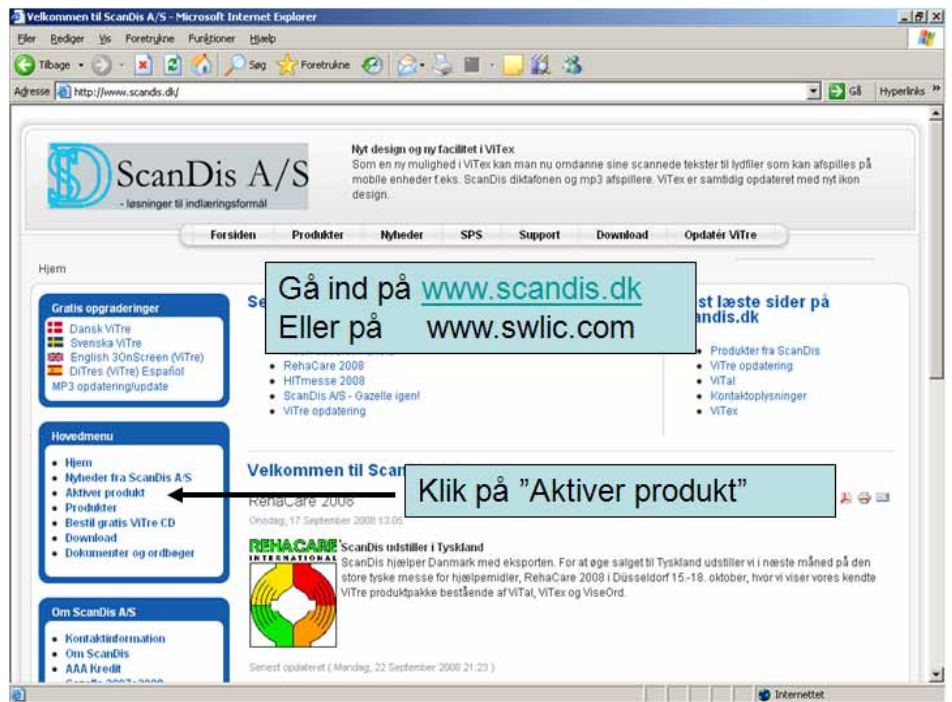 Velkommen til ScanDis A/S - Microsoft Internet Explorer
Filer Rediger Vis Foretrukne Funktioner Hjælp
Tilbage Søg Foretrukne
Adresse http://www.scandis.dk/ Gå Hyperlinks »
ScanDis A/S
- løsninger til indlæringsformål
Nyt design og ny facilitet i ViTex
Som en ny mulighed i ViTex kan man nu omdanne sine scannede tekster til lydfiler som kan afspilles på
mobile enheder f.eks. ScanDis diktafonen og mp3 afspillere. ViTex er samtidig opdateret med nyt ikon
design.
Forsiden Produkter Nyheder SPS Support Download Opdatér ViTre
Hjem
Gå ind på www.scandis.dk
Eller på www.swlic.com
Gratis opgraderinger
Dansk ViTre
Svenska ViTre
English 3OnScreen (ViTre)
DiTres (ViTre) Español
MP3 opdatering/update
Se
RehaCare 2008
HITmesse 2008
ScanDis A/S - Gazelle igen!
ViTre opdatering
st læste sider på
andis.dk
Produkter fra ScanDis
ViTre opdatering
ViTal
Kontaktoplysninger
ViTex
Hovedmenu
Hjem
Nyheder fra ScanDis A/S
Aktiver produkt
Produkter
Bestil gratis ViTre CD
Download
Dokumenter og ordbøger
Velkommen til Scan
Klik på ”Aktiver produkt”
RehaCare 2008
Onsdag, 17 September 2008 13:05
REHACARE
INTERNATIONAL
ScanDis udstiller i Tyskland
ScanDis hjælper Danmark med eksporten. For at øge salget til Tyskland udstiller vi i næste måned på den
store tyske messe for hjælpemidler, RehaCare 2008 i Düsseldorf 15.-18. oktober, hvor vi viser vores kendte
ViTre produktpakke bestående af ViTal, ViTex og ViseOrd.
Senest opdateret ( Mandag, 22 September 2008 21:23 )
Om ScanDis A/S
Kontaktinformation
Om ScanDis
AAA Kredit
Internettet